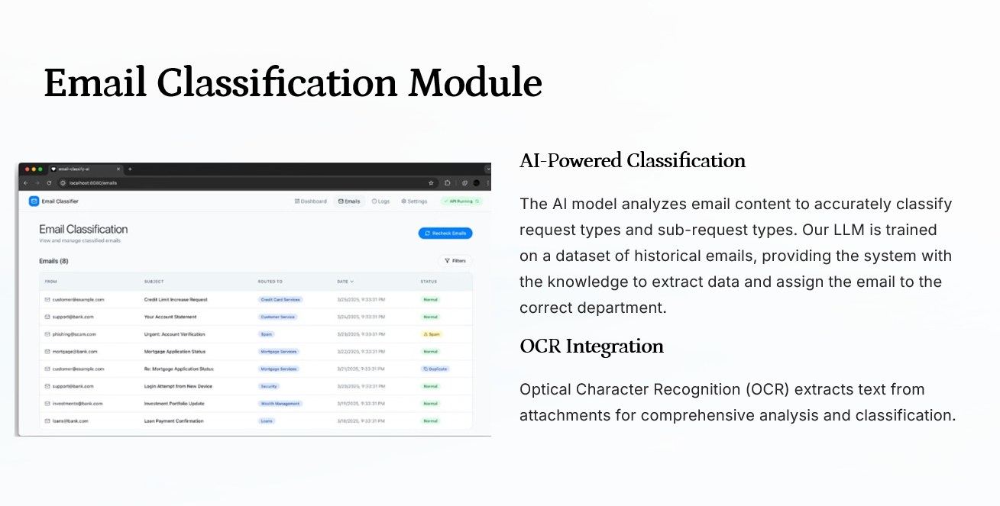 Email Classification Module
email-classify-ai
localhost:8080/emails
Email Classifier
Dashboard Emails Logs Settings API Running
Email Classification
View and manage classified emails
Recheck Emails
Emails (8)
Filters
FROM SUBJECT ROUTED TO DATE STATUS
customer@example.com Credit Limit Increase Request Credit Card Services 3/25/2025, 9:33:31 PM Normal
support@bank.com Your Account Statement Customer Service 3/24/2025, 9:33:31 PM Normal
phishing@scam.com Urgent: Account Verification Spam 3/23/2025, 9:33:31 PM Spam
mortgage@bank.com Mortgage Application Status Mortgage Services 3/22/2025, 9:33:31 PM Normal
customer@example.com Re: Mortgage Application Status Mortgage Services 3/21/2025, 9:33:31 PM Duplicate
support@bank.com Login Attempt from New Device Security 3/20/2025, 9:33:31 PM Normal
investments@bank.com Investment Portfolio Update Wealth Management 3/19/2025, 9:33:31 PM Normal
loans@bank.com Loan Payment Confirmation Loans 3/18/2025, 9:33:31 PM Normal
AI-Powered Classification
The AI model analyzes email content to accurately classify
request types and sub-request types. Our LLM is trained
on a dataset of historical emails, providing the system with
the knowledge to extract data and assign the email to the
correct department.
OCR Integration
Optical Character Recognition (OCR) extracts text from
attachments for comprehensive analysis and classification.